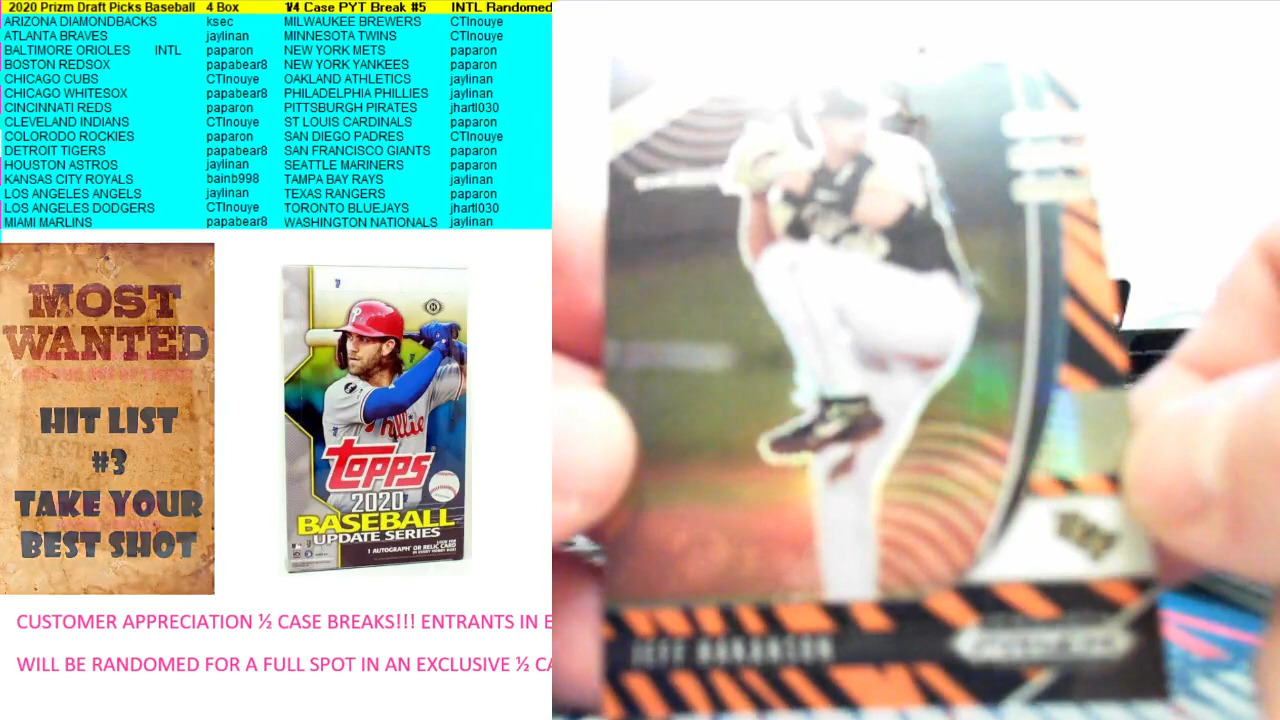 2020 Prizm Draft Picks Baseball 4 Box 1/4 Case PYT Break #5 INTL Randomed
ARIZONA DIAMONDBACKS ksec MILWAUKEE BREWERS CTInouye
ATLANTA BRAVES jaylinan MINNESOTA TWINS CTInouye
BALTIMORE ORIOLES INTL paparon NEW YORK METS paparon
BOSTON REDSOX papabear8 NEW YORK YANKEES paparon
CHICAGO CUBS CTInouye OAKLAND ATHLETICS jaylinan
CHICAGO WHITESOX papabear8 PHILADELPHIA PHILLIES jaylinan
CINCINNATI REDS paparon PITTSBURGH PIRATES jhartl030
CLEVELAND INDIANS CTInouye ST LOUIS CARDINALS paparon
COLORODO ROCKIES paparon SAN DIEGO PADRES CTInouye
DETROIT TIGERS papabear8 SAN FRANCISCO GIANTS paparon
HOUSTON ASTROS jaylinan SEATTLE MARINERS paparon
KANSAS CITY ROYALS bainb998 TAMPA BAY RAYS jaylinan
LOS ANGELES ANGELS jaylinan TEXAS RANGERS paparon
LOS ANGELES DODGERS CTInouye TORONTO BLUEJAYS jhartl030
MIAMI MARLINS papabear8 WASHINGTON NATIONALS jaylinan
MOST
WANTED
HIT LIST
#3
TAKE YOUR
BEST SHOT
Phillies
TOPPS
2020
BASEBALL
UPDATE SERIES
1 AUTOGRAPH OR RELIC CARD
CUSTOMER APPRECIATION ½ CASE BREAKS!!! ENTRANTS IN E
WILL BE RANDOMED FOR A FULL SPOT IN AN EXCLUSIVE ½ CA
JEFF